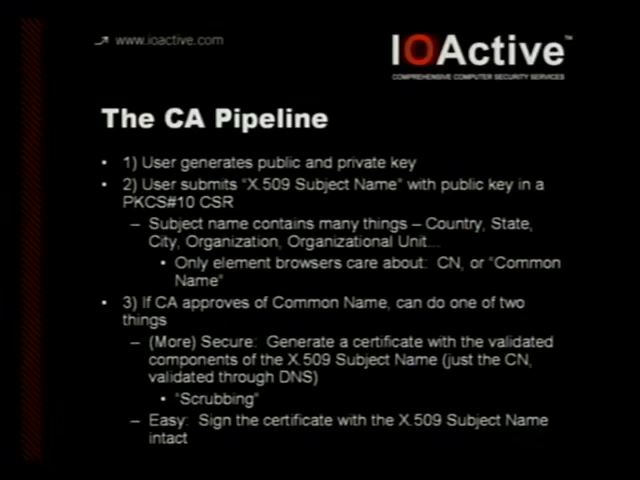 www.ioactive.com
IOActive™
COMPREHENSIVE COMPUTER SECURITY SERVICES
The CA Pipeline
• 1) User generates public and private key
• 2) User submits “X.509 Subject Name” with public key in a
PKCS#10 CSR
– Subject name contains many things – Country, State,
City, Organization, Organizational Unit...
• Only element browsers care about: CN, or “Common
Name”
• 3) If CA approves of Common Name, can do one of two
things
– (More) Secure: Generate a certificate with the validated
components of the X.509 Subject Name (just the CN,
validated through DNS)
• “Scrubbing”
– Easy: Sign the certificate with the X.509 Subject Name
intact